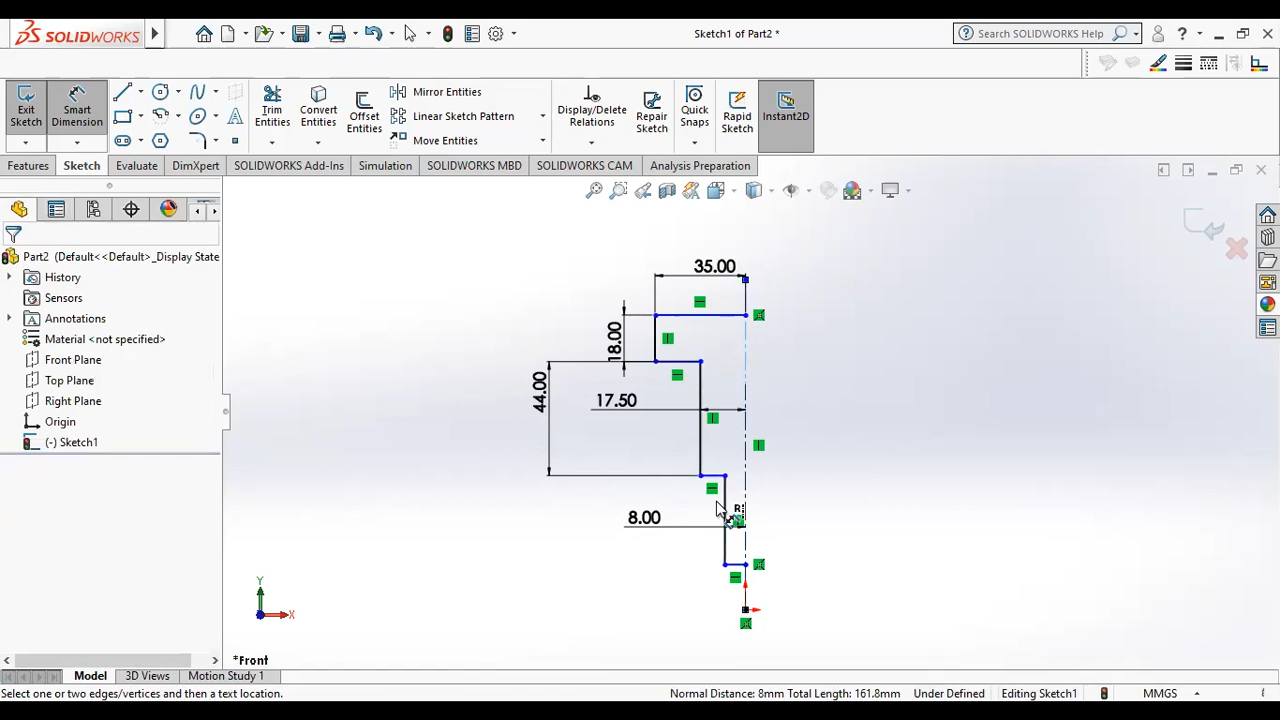 SOLIDWORKS
Sketch1 of Part2 *
Search SOLIDWORKS Help
?
Exit Sketch
Smart Dimension
Trim Entities
Convert Entities
Offset Entities
Mirror Entities
Linear Sketch Pattern
Move Entities
Display/Delete Relations
Repair Sketch
Quick Snaps
Rapid Sketch
Instant2D
Features
Sketch
Evaluate
DimXpert
SOLIDWORKS Add-Ins
Simulation
SOLIDWORKS MBD
SOLIDWORKS CAM
Analysis Preparation
Part2 (Default<<Default>_Display State
History
Sensores
Annotations
Material <not specified>
Front Plane
Top Plane
Right Plane
Origin
(-) Sketch1
35.00
18.00
44.00
17.50
8.00
Y
X
*Front
Model
3D Views
Motion Study 1
Select one or two edges/vertices and then a text location.
Normal Distance: 8mm Total Length: 161.8mm
Under Defined
Editing Sketch1
MMGS